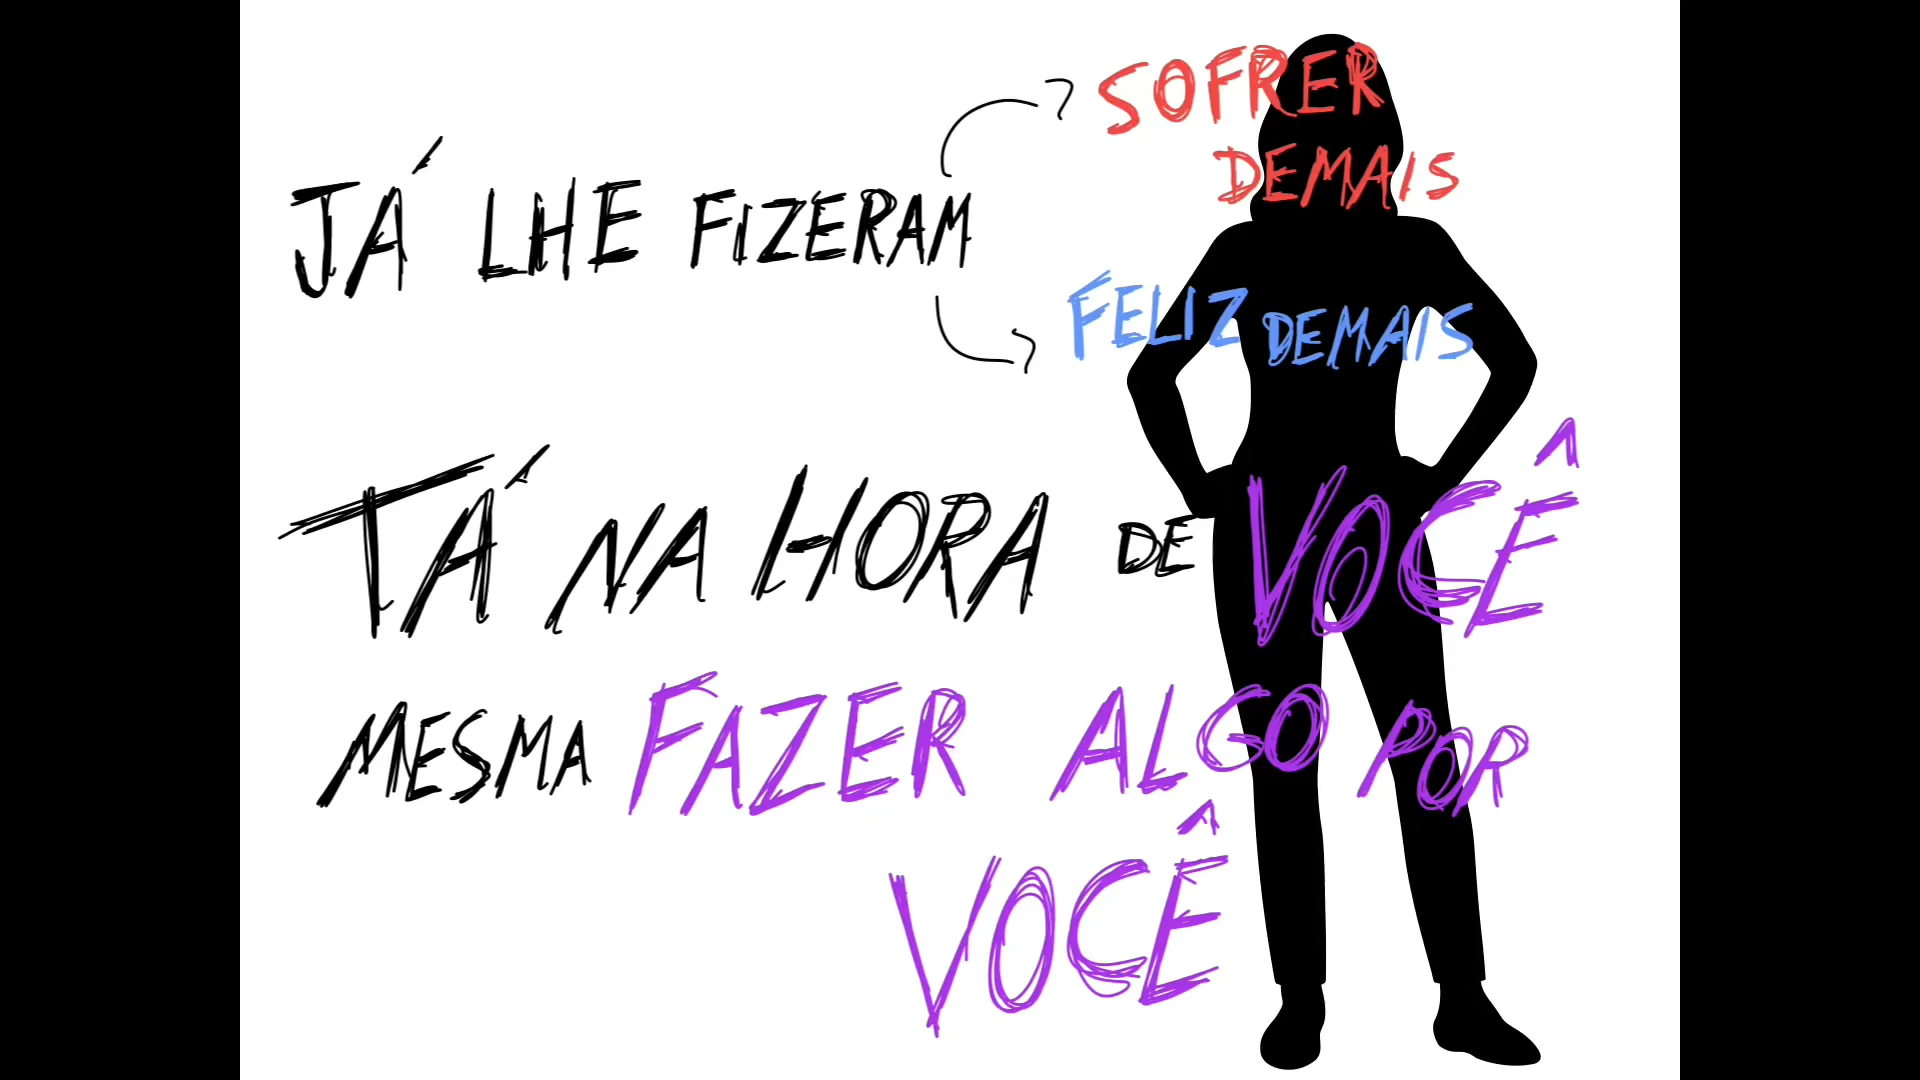 JÁ LHE FIZERAM
SOFRER
DEMAIS
FELIZ DEMAIS
TÁ NA HORA DE VOCÊ
MESMA FAZER ALGO POR
VOCÊ